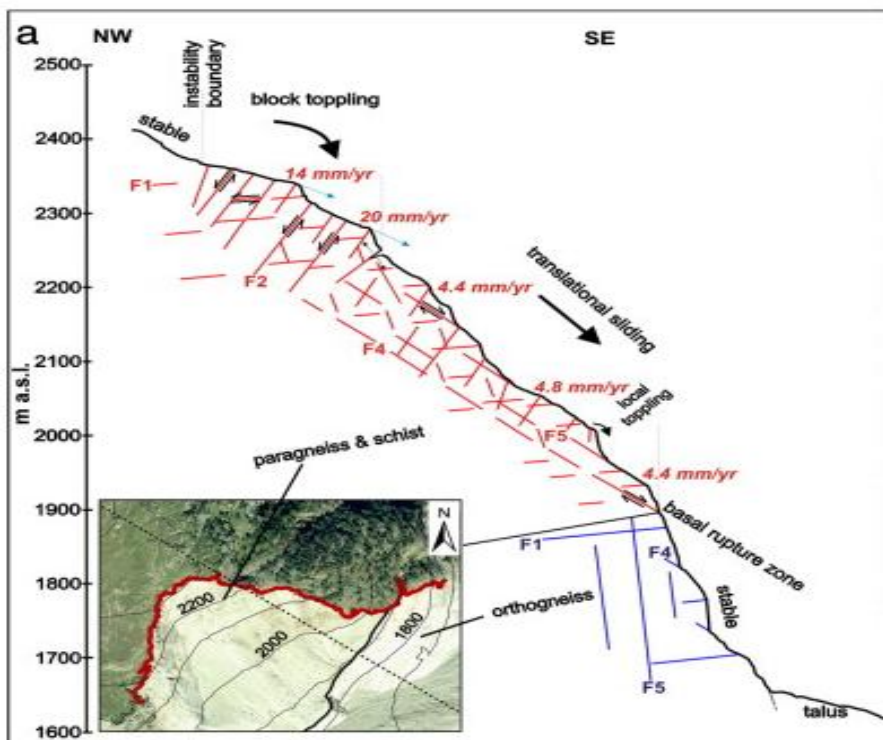 a
NW
SE
2500
2400
2300
2200
2100
2000
1900
1800
1700
1600
m a.s.l.
instability
boundary
stable
block toppling
14 mm/yr
F1
20 mm/yr
F2
4.4 mm/yr
translational sliding
F4
4.8 mm/yr
local
toppling
F5
paragneiss & schist
4.4 mm/yr
basal rupture zone
F1
F4
stable
F5
talus
N
2200
2000
1800
orthogneiss